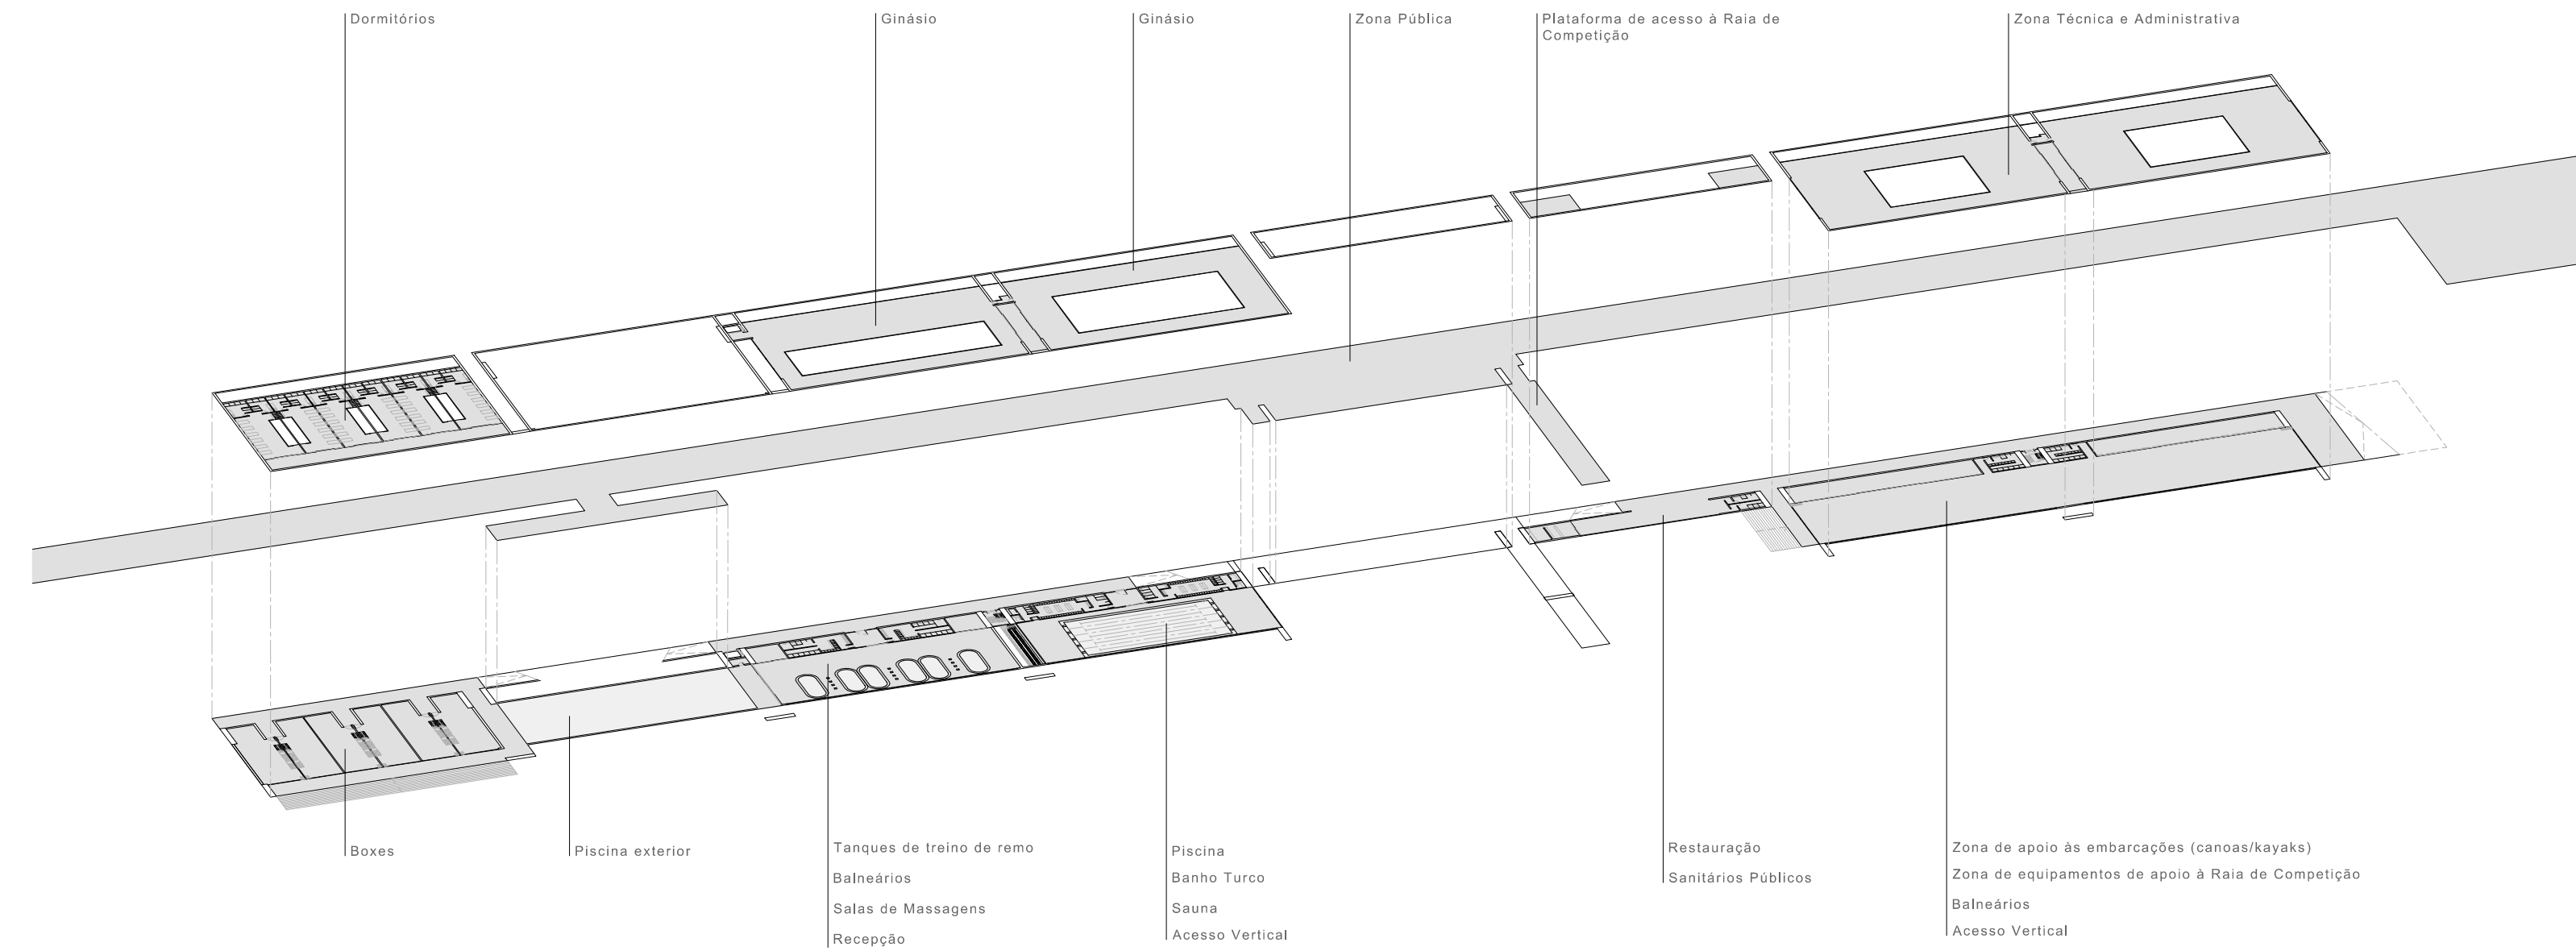 Dormitórios
Ginásio
Ginásio
Zona Pública
Plataforma de acesso à Raia de
Competição
Zona Técnica e Administrativa
Boxes
Piscina exterior
Tanques de treino de remo
Balneários
Salas de Massagens
Recepção
Piscina
Banho Turco
Sauna
Acesso Vertical
Restauração
Sanitários Públicos
Zona de apoio às embarcações (canoas/kayaks)
Zona de equipamentos de apoio à Raia de Competição
Balneários
Acesso Vertical